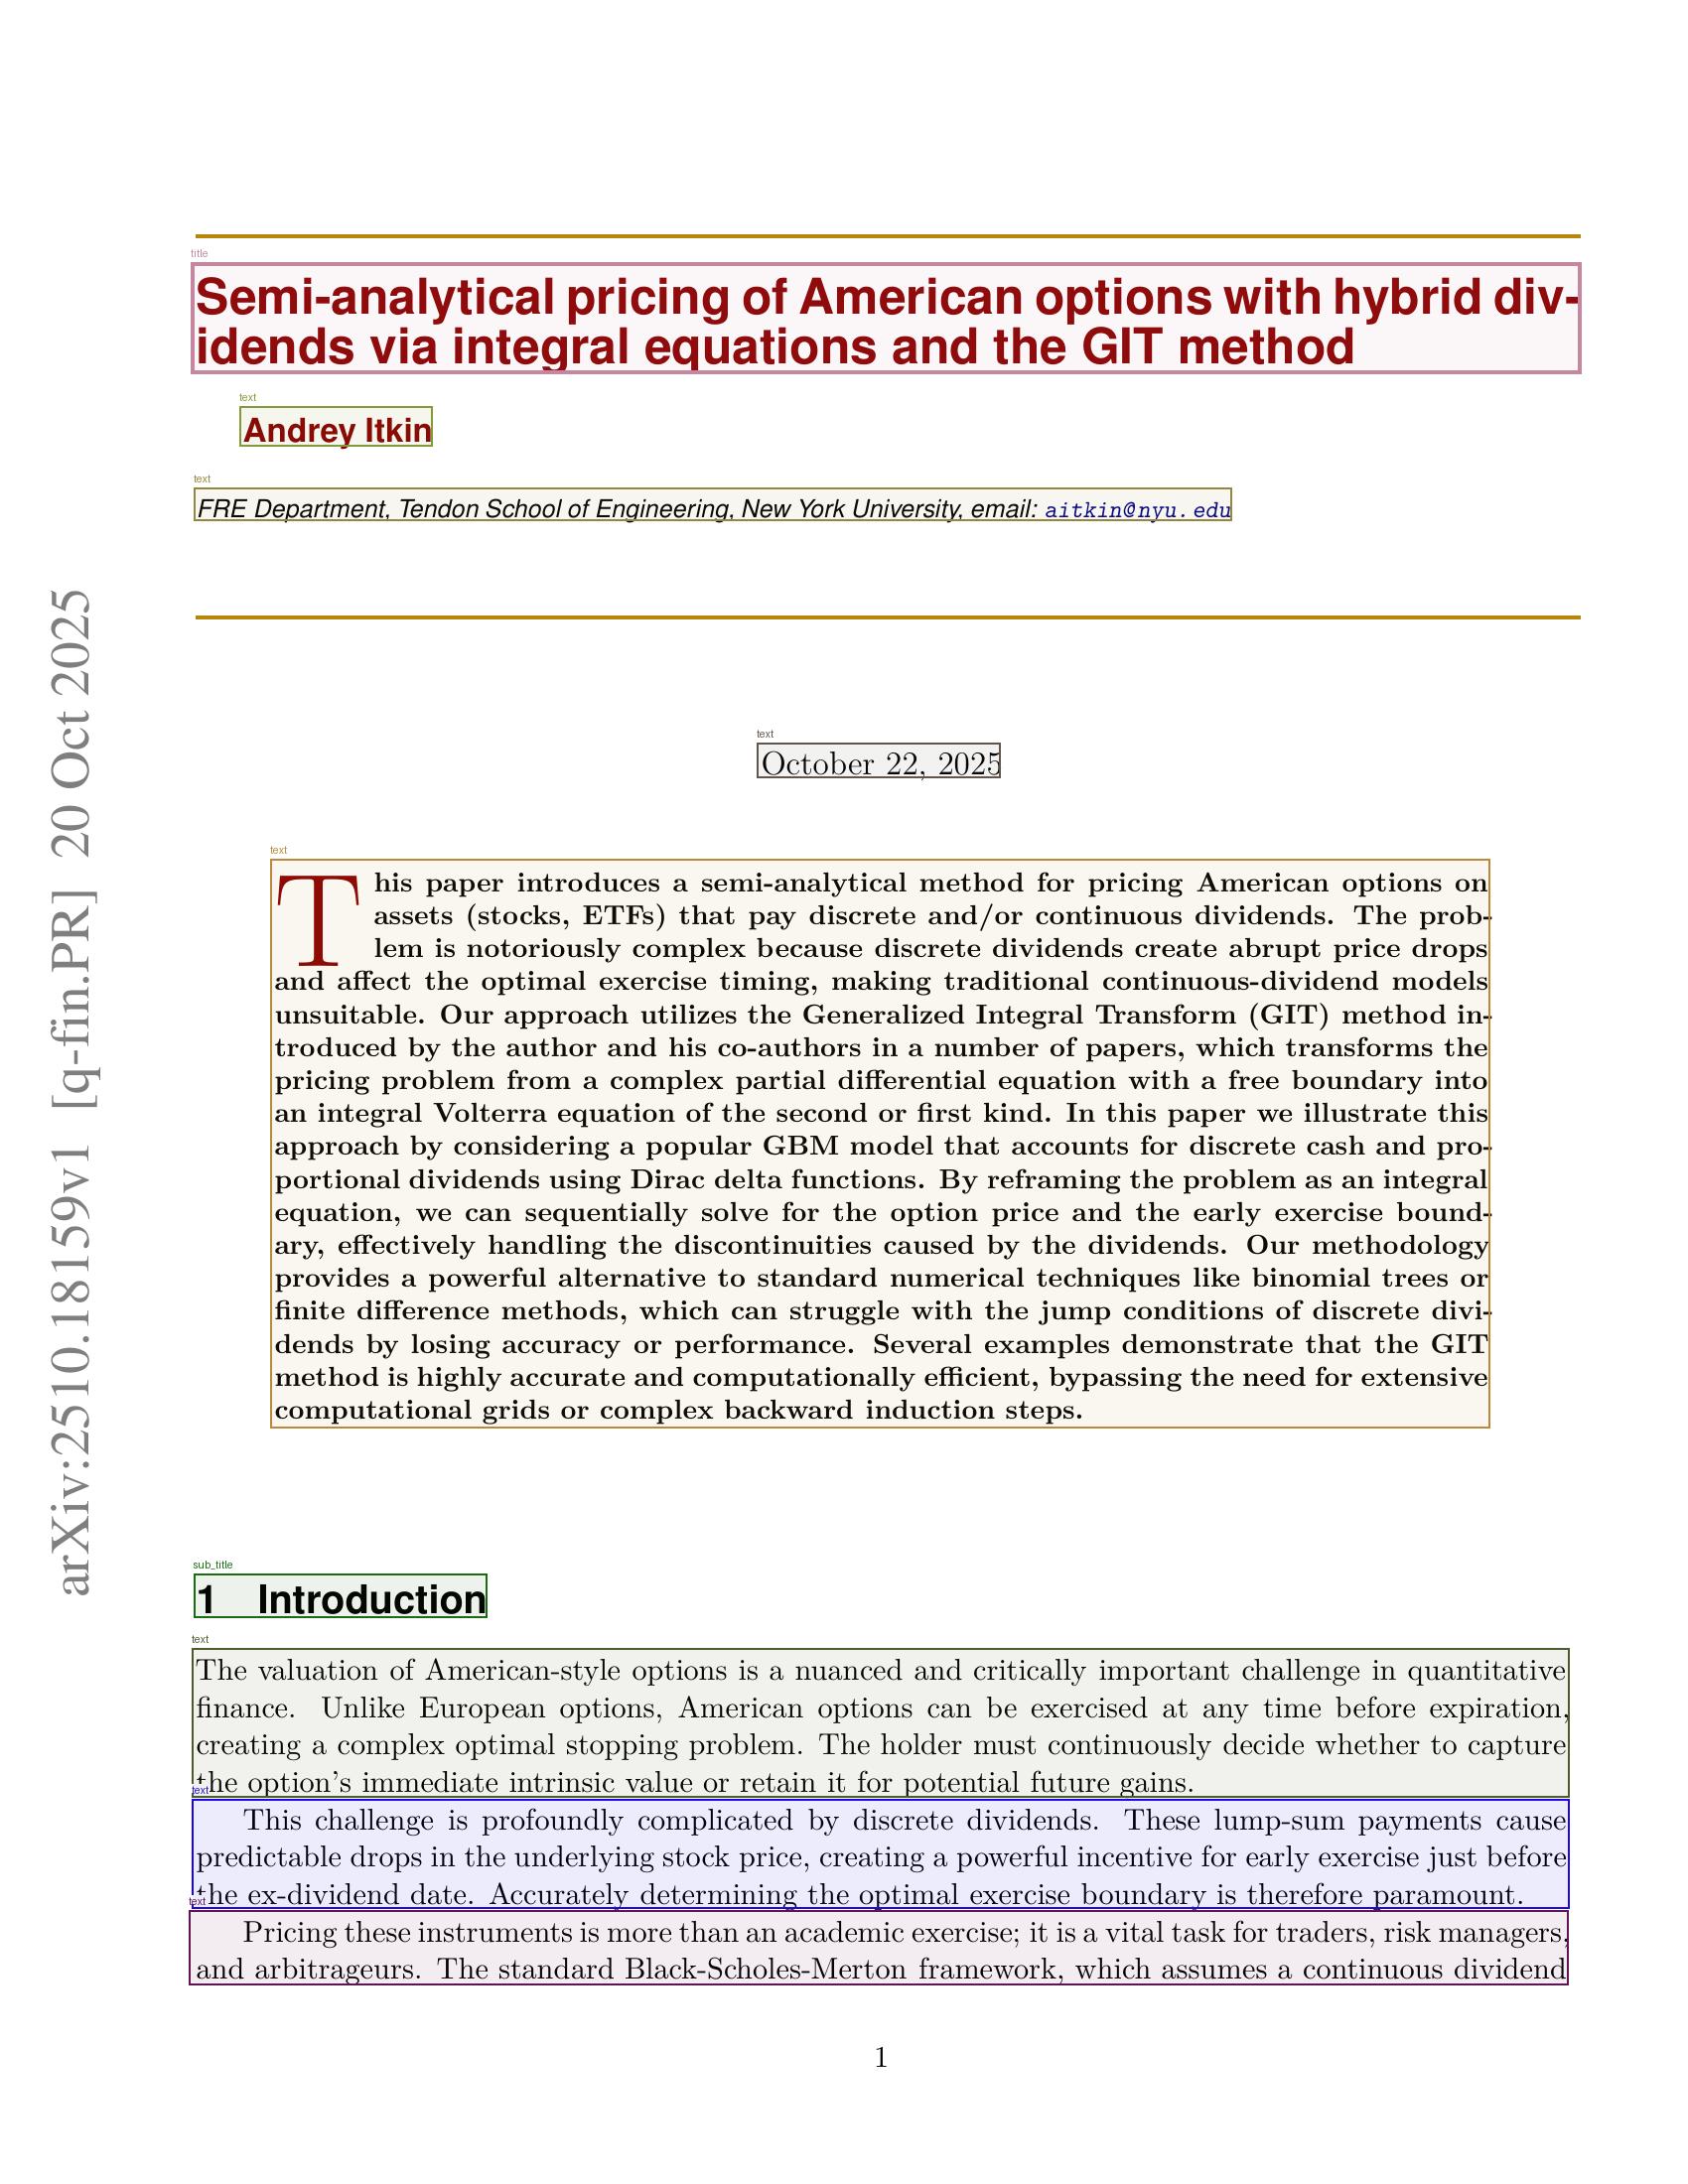 title
Semi-analytical pricing of American options with hybrid div-
idends via integral equations and the GIT method
text
Andrey Itkin
text
FRE Department, Tendon School of Engineering, New York University, email: aitkin@nyu.edu
arXiv:2510.18159v1 [q-fin.PR] 20 Oct 2025
text
October 22, 2025
text
This paper introduces a semi-analytical method for pricing American options on
assets (stocks, ETFs) that pay discrete and/or continuous dividends. The prob-
lem is notoriously complex because discrete dividends create abrupt price drops
and affect the optimal exercise timing, making traditional continuous-dividend models
unsuitable. Our approach utilizes the Generalized Integral Transform (GIT) method in-
troduced by the author and his co-authors in a number of papers, which transforms the
pricing problem from a complex partial differential equation with a free boundary into
an integral Volterra equation of the second or first kind. In this paper we illustrate this
approach by considering a popular GBM model that accounts for discrete cash and pro-
portional dividends using Dirac delta functions. By reframing the problem as an integral
equation, we can sequentially solve for the option price and the early exercise bound-
ary, effectively handling the discontinuities caused by the dividends. Our methodology
provides a powerful alternative to standard numerical techniques like binomial trees or
finite difference methods, which can struggle with the jump conditions of discrete divi-
dends by losing accuracy or performance. Several examples demonstrate that the GIT
method is highly accurate and computationally efficient, bypassing the need for extensive
computational grids or complex backward induction steps.
sub_title
1 Introduction
text
The valuation of American-style options is a nuanced and critically important challenge in quantitative
finance. Unlike European options, American options can be exercised at any time before expiration,
creating a complex optimal stopping problem. The holder must continuously decide whether to capture
the option's immediate intrinsic value or retain it for potential future gains.
text
This challenge is profoundly complicated by discrete dividends. These lump-sum payments cause
predictable drops in the underlying stock price, creating a powerful incentive for early exercise just before
the ex-dividend date. Accurately determining the optimal exercise boundary is therefore paramount.
text
Pricing these instruments is more than an academic exercise; it is a vital task for traders, risk managers,
and arbitrageurs. The standard Black-Scholes-Merton framework, which assumes a continuous dividend
1